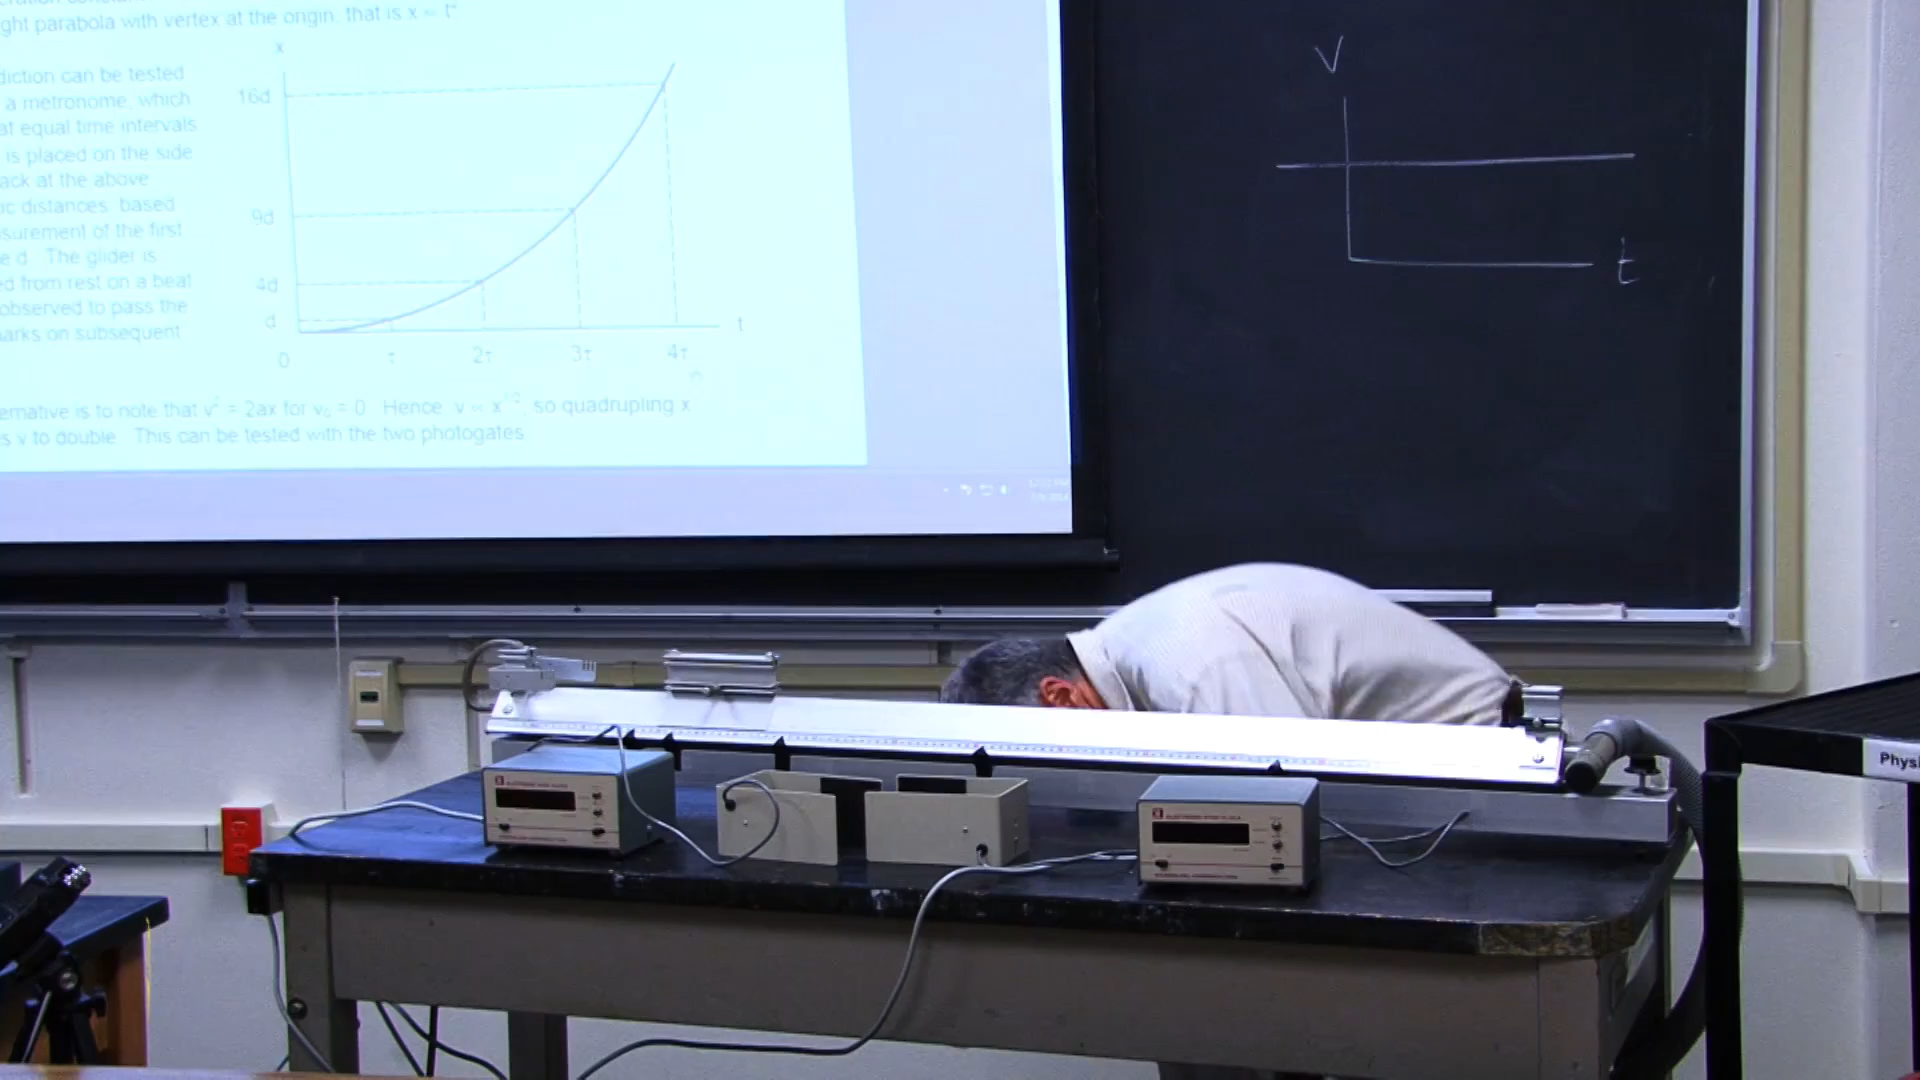 ght parabola with vertex at the origin, that is x ∝ t²
diction can be tested
a metronome, which
at equal time intervals
is placed on the side
ack at the above
ic distances, based
surement of the first
e d. The glider is
ed from rest on a beat
observed to pass the
arks on subsequent
x
16d
9d
4d
d
0
τ
2τ
3τ
4τ
t
ernative is to note that v² = 2ax for v₀ = 0. Hence v ∝ x^1/2, so quadrupling x
s v to double. This can be tested with the two photogates
V
t
Physi